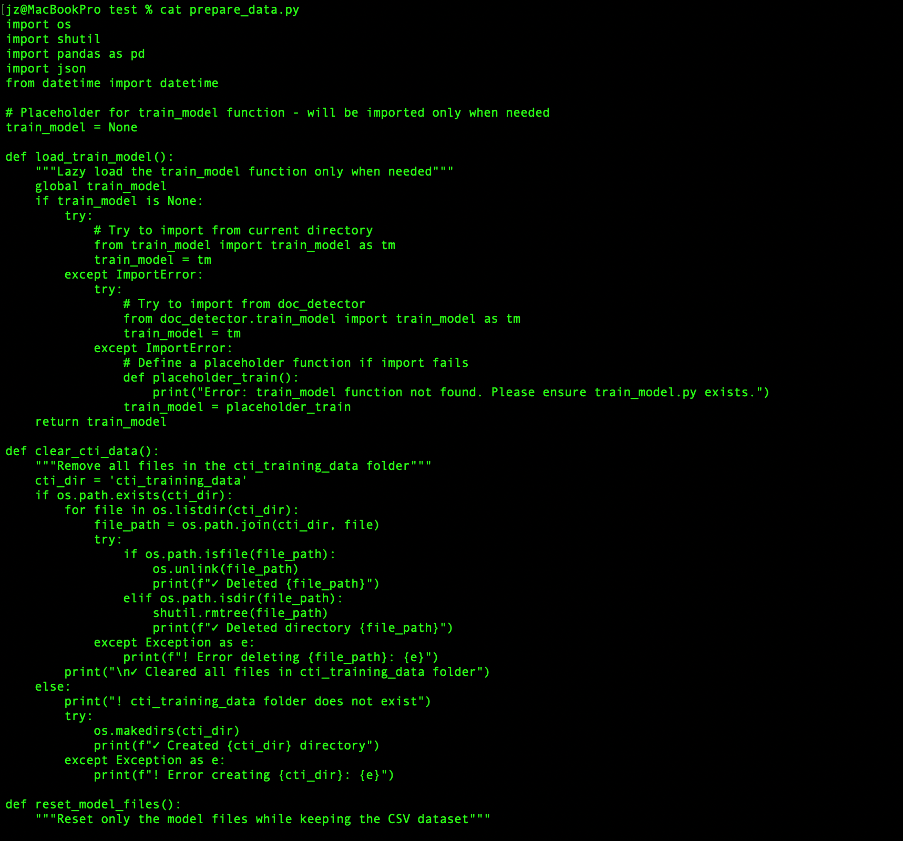 [jz@MacBookPro test % cat prepare_data.py
import os
import shutil
import pandas as pd
import json
from datetime import datetime

# Placeholder for train_model function - will be imported only when needed
train_model = None

def load_train_model():
    """Lazy load the train_model function only when needed"""
    global train_model
    if train_model is None:
        try:
            # Try to import from current directory
            from train_model import train_model as tm
            train_model = tm
        except ImportError:
            try:
                # Try to import from doc_detector
                from doc_detector.train_model import train_model as tm
                train_model = tm
            except ImportError:
                # Define a placeholder function if import fails
                def placeholder_train():
                    print("Error: train_model function not found. Please ensure train_model.py exists.")
                train_model = placeholder_train
    return train_model

def clear_cti_data():
    """Remove all files in the cti_training_data folder"""
    cti_dir = 'cti_training_data'
    if os.path.exists(cti_dir):
        for file in os.listdir(cti_dir):
            file_path = os.path.join(cti_dir, file)
            try:
                if os.path.isfile(file_path):
                    os.unlink(file_path)
                    print(f"✓ Deleted {file_path}")
                elif os.path.isdir(file_path):
                    shutil.rmtree(file_path)
                    print(f"✓ Deleted directory {file_path}")
            except Exception as e:
                print(f"! Error deleting {file_path}: {e}")
        print("\n✓ Cleared all files in cti_training_data folder")
    else:
        print("! cti_training_data folder does not exist")
        try:
            os.makedirs(cti_dir)
            print(f"✓ Created {cti_dir} directory")
        except Exception as e:
            print(f"! Error creating {cti_dir}: {e}")

def reset_model_files():
    """Reset only the model files while keeping the CSV dataset"""